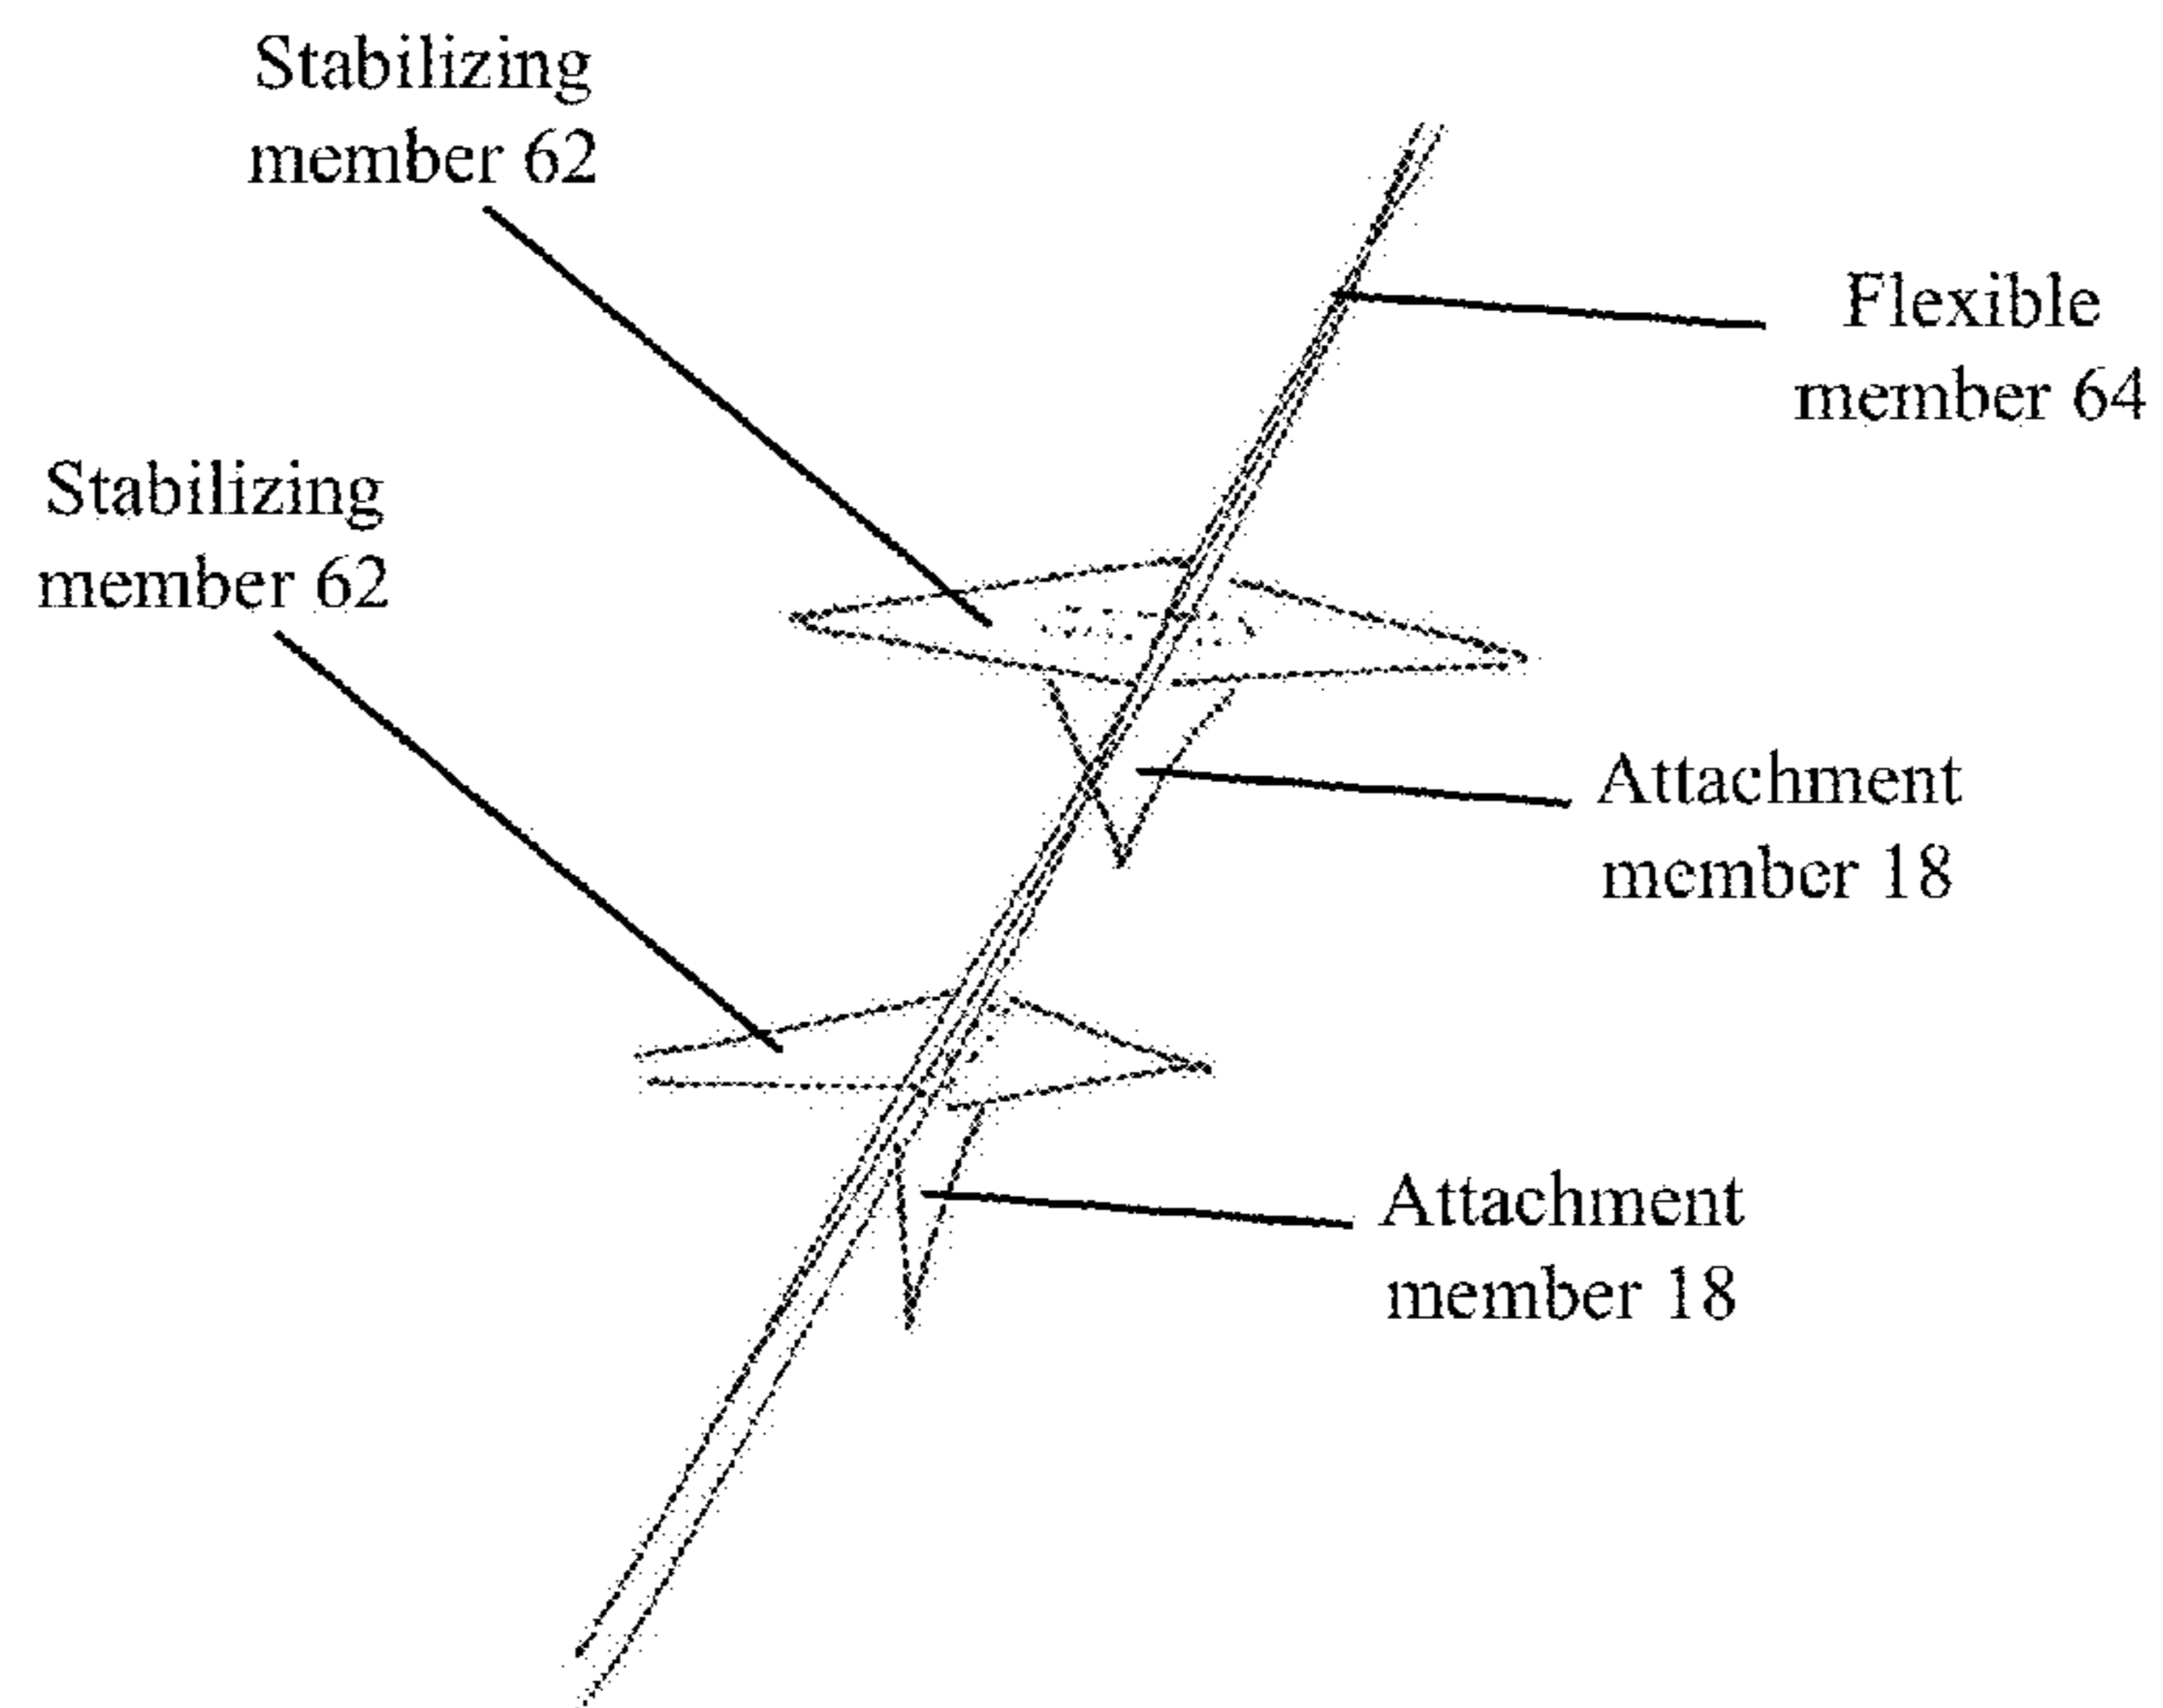 Stabilizing
member 62
Flexible
member 64
Stabilizing
member 62
Attachment
member 18
Attachment
member 18